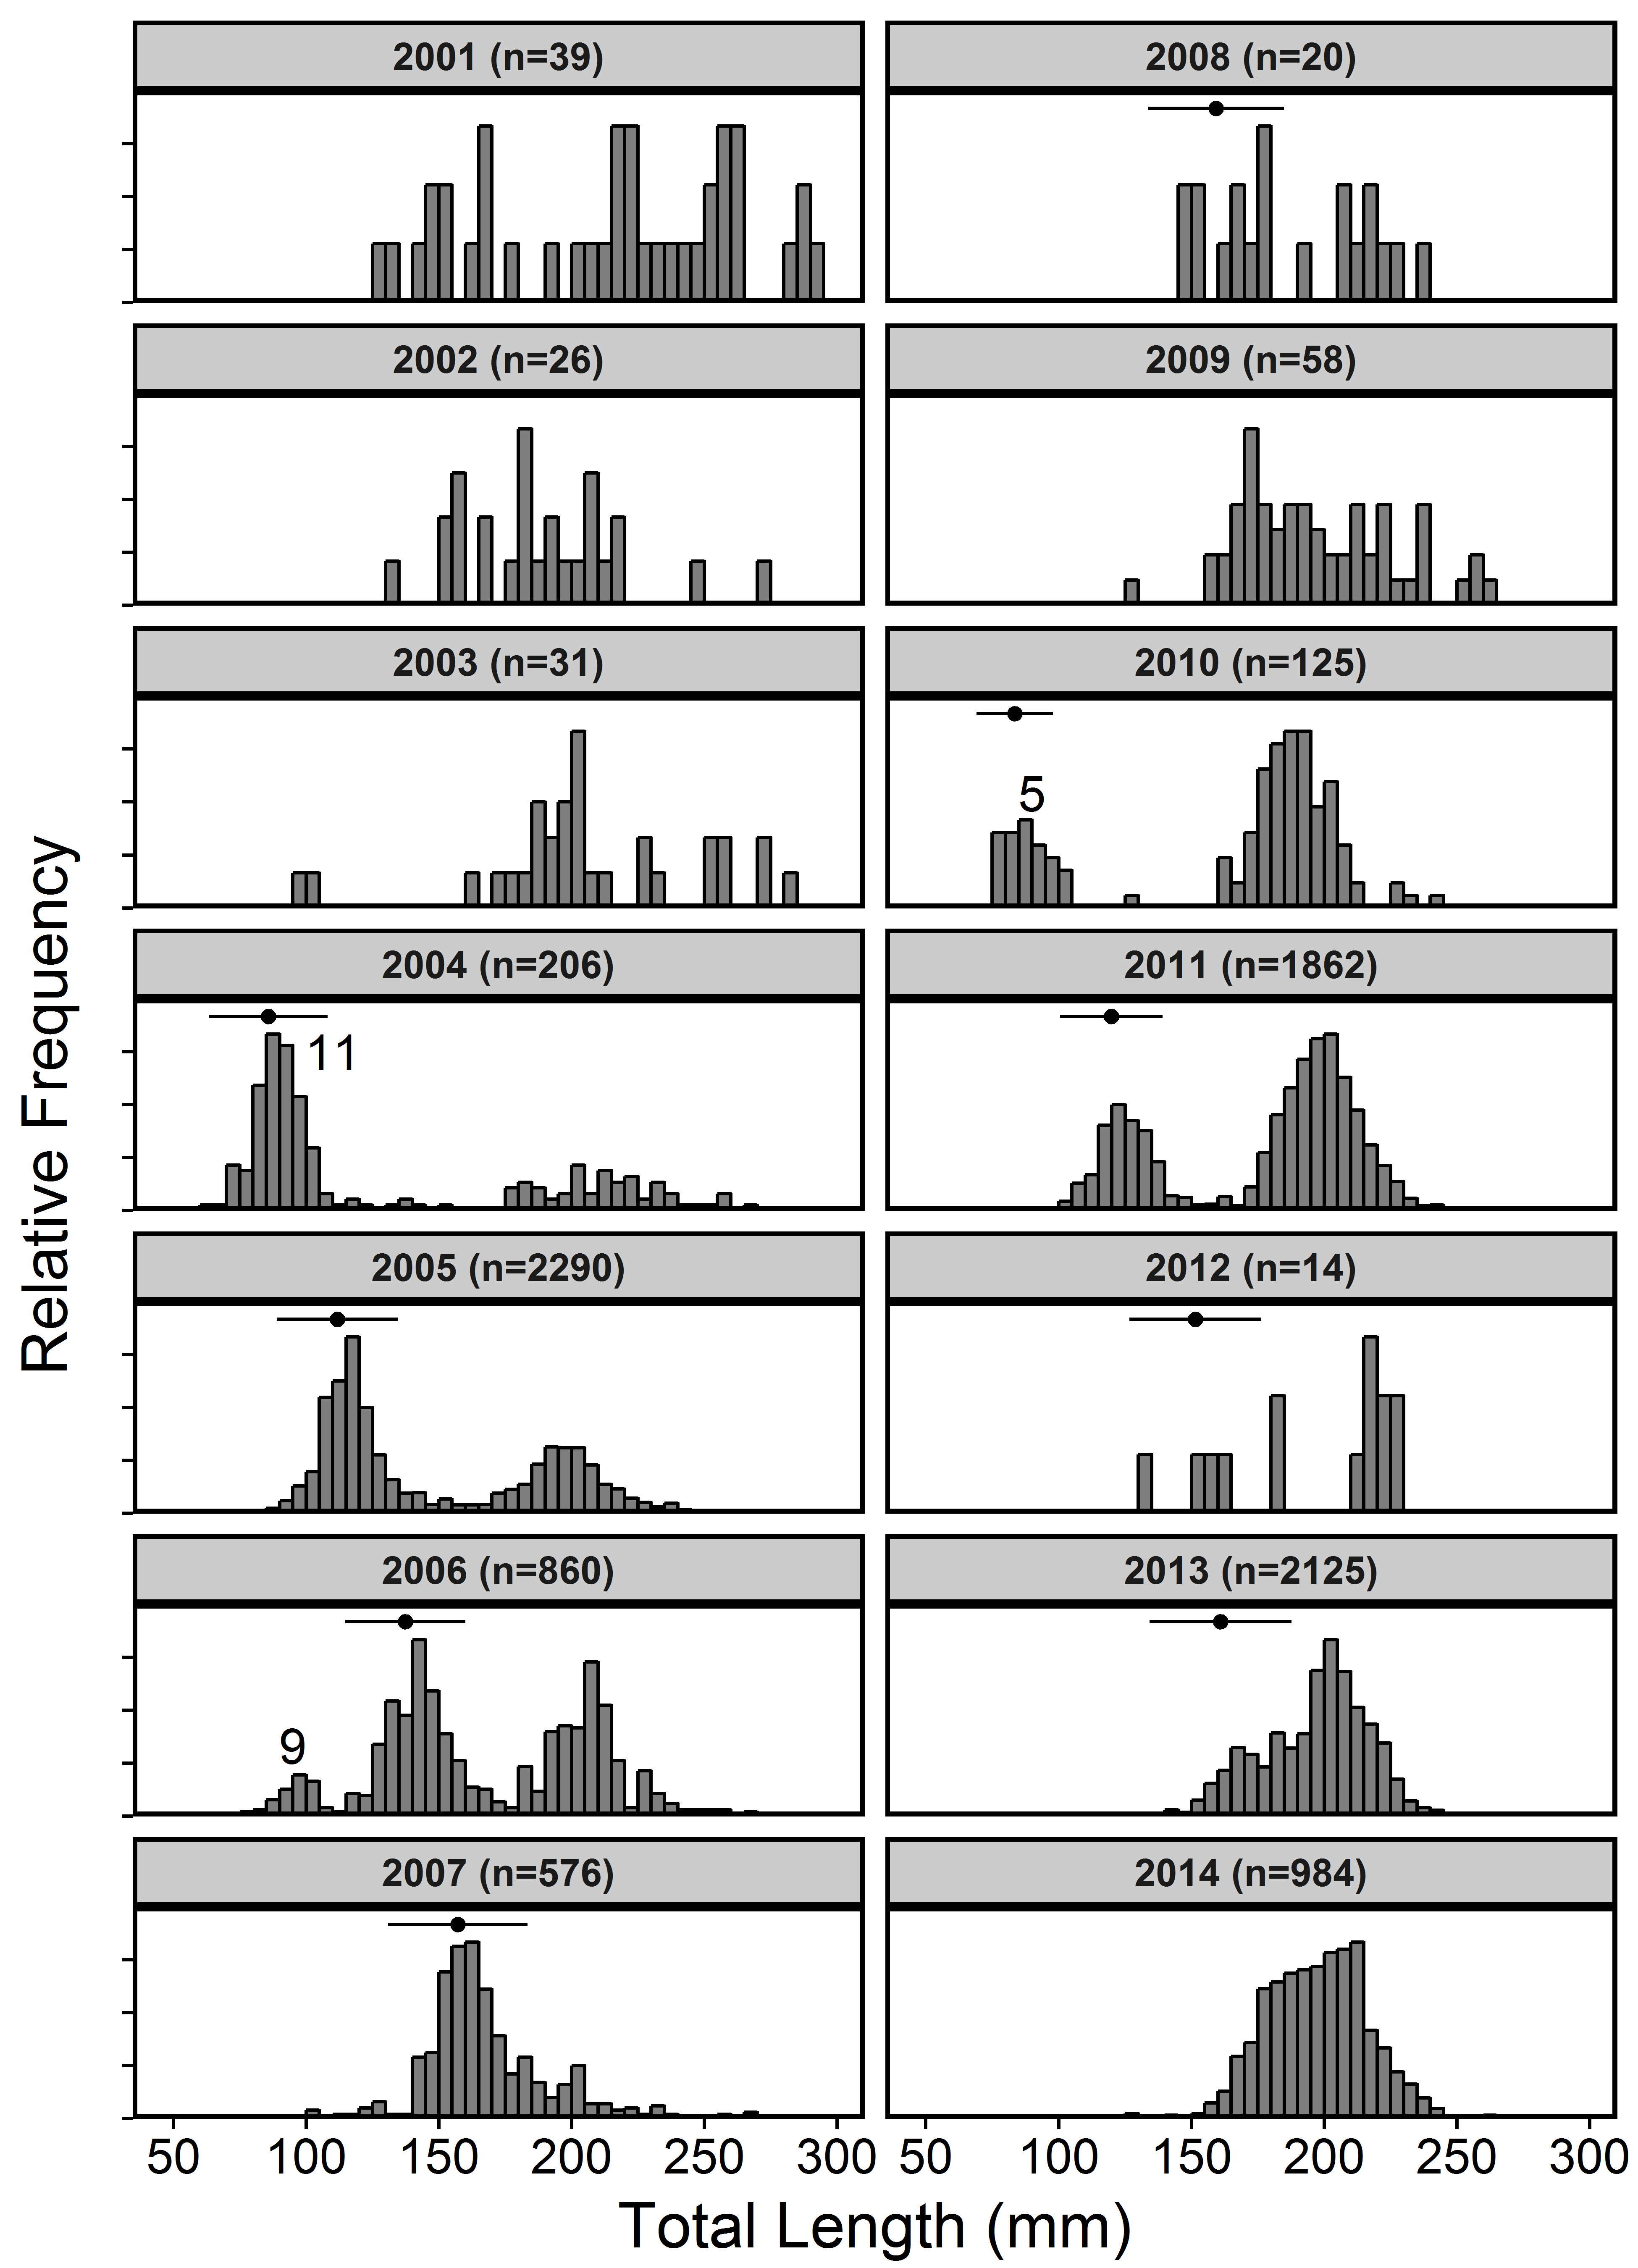 2001 (n=39)
2008 (n=20)
2002 (n=26)
2009 (n=58)
2003 (n=31)
2010 (n=125)
5
2004 (n=206)
2011 (n=1862)
11
2005 (n=2290)
2012 (n=14)
2006 (n=860)
2013 (n=2125)
9
2007 (n=576)
2014 (n=984)
Relative Frequency
50 100 150 200 250 300 50 100 150 200 250 300
Total Length (mm)